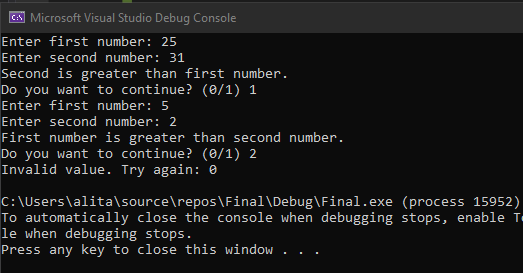 Microsoft Visual Studio Debug Console
Enter first number: 25
Enter second number: 31
Second is greater than first number.
Do you want to continue? (0/1) 1
Enter first number: 5
Enter second number: 2
First number is greater than second number.
Do you want to continue? (0/1) 2
Invalid value. Try again: 0
C:\Users\alita\source\repos\Final\Debug\Final.exe (process 15952)
To automatically close the console when debugging stops, enable To
le when debugging stops.
Press any key to close this window . . .